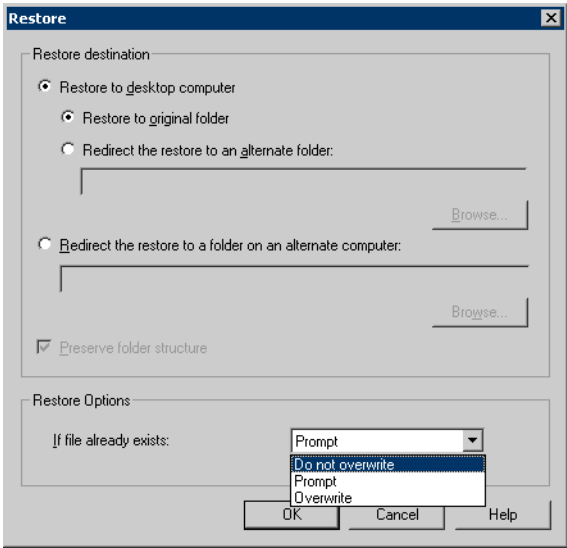 Restore
Restore destination
Restore to desktop computer
Restore to original folder
Redirect the restore to an alternate folder:
Browse...
Redirect the restore to a folder on an alternate computer:
Browse...
Preserve folder structure
Restore Options
If file already exists:
Prompt
Do not overwrite
Prompt
Overwrite
OK
Cancel
Help